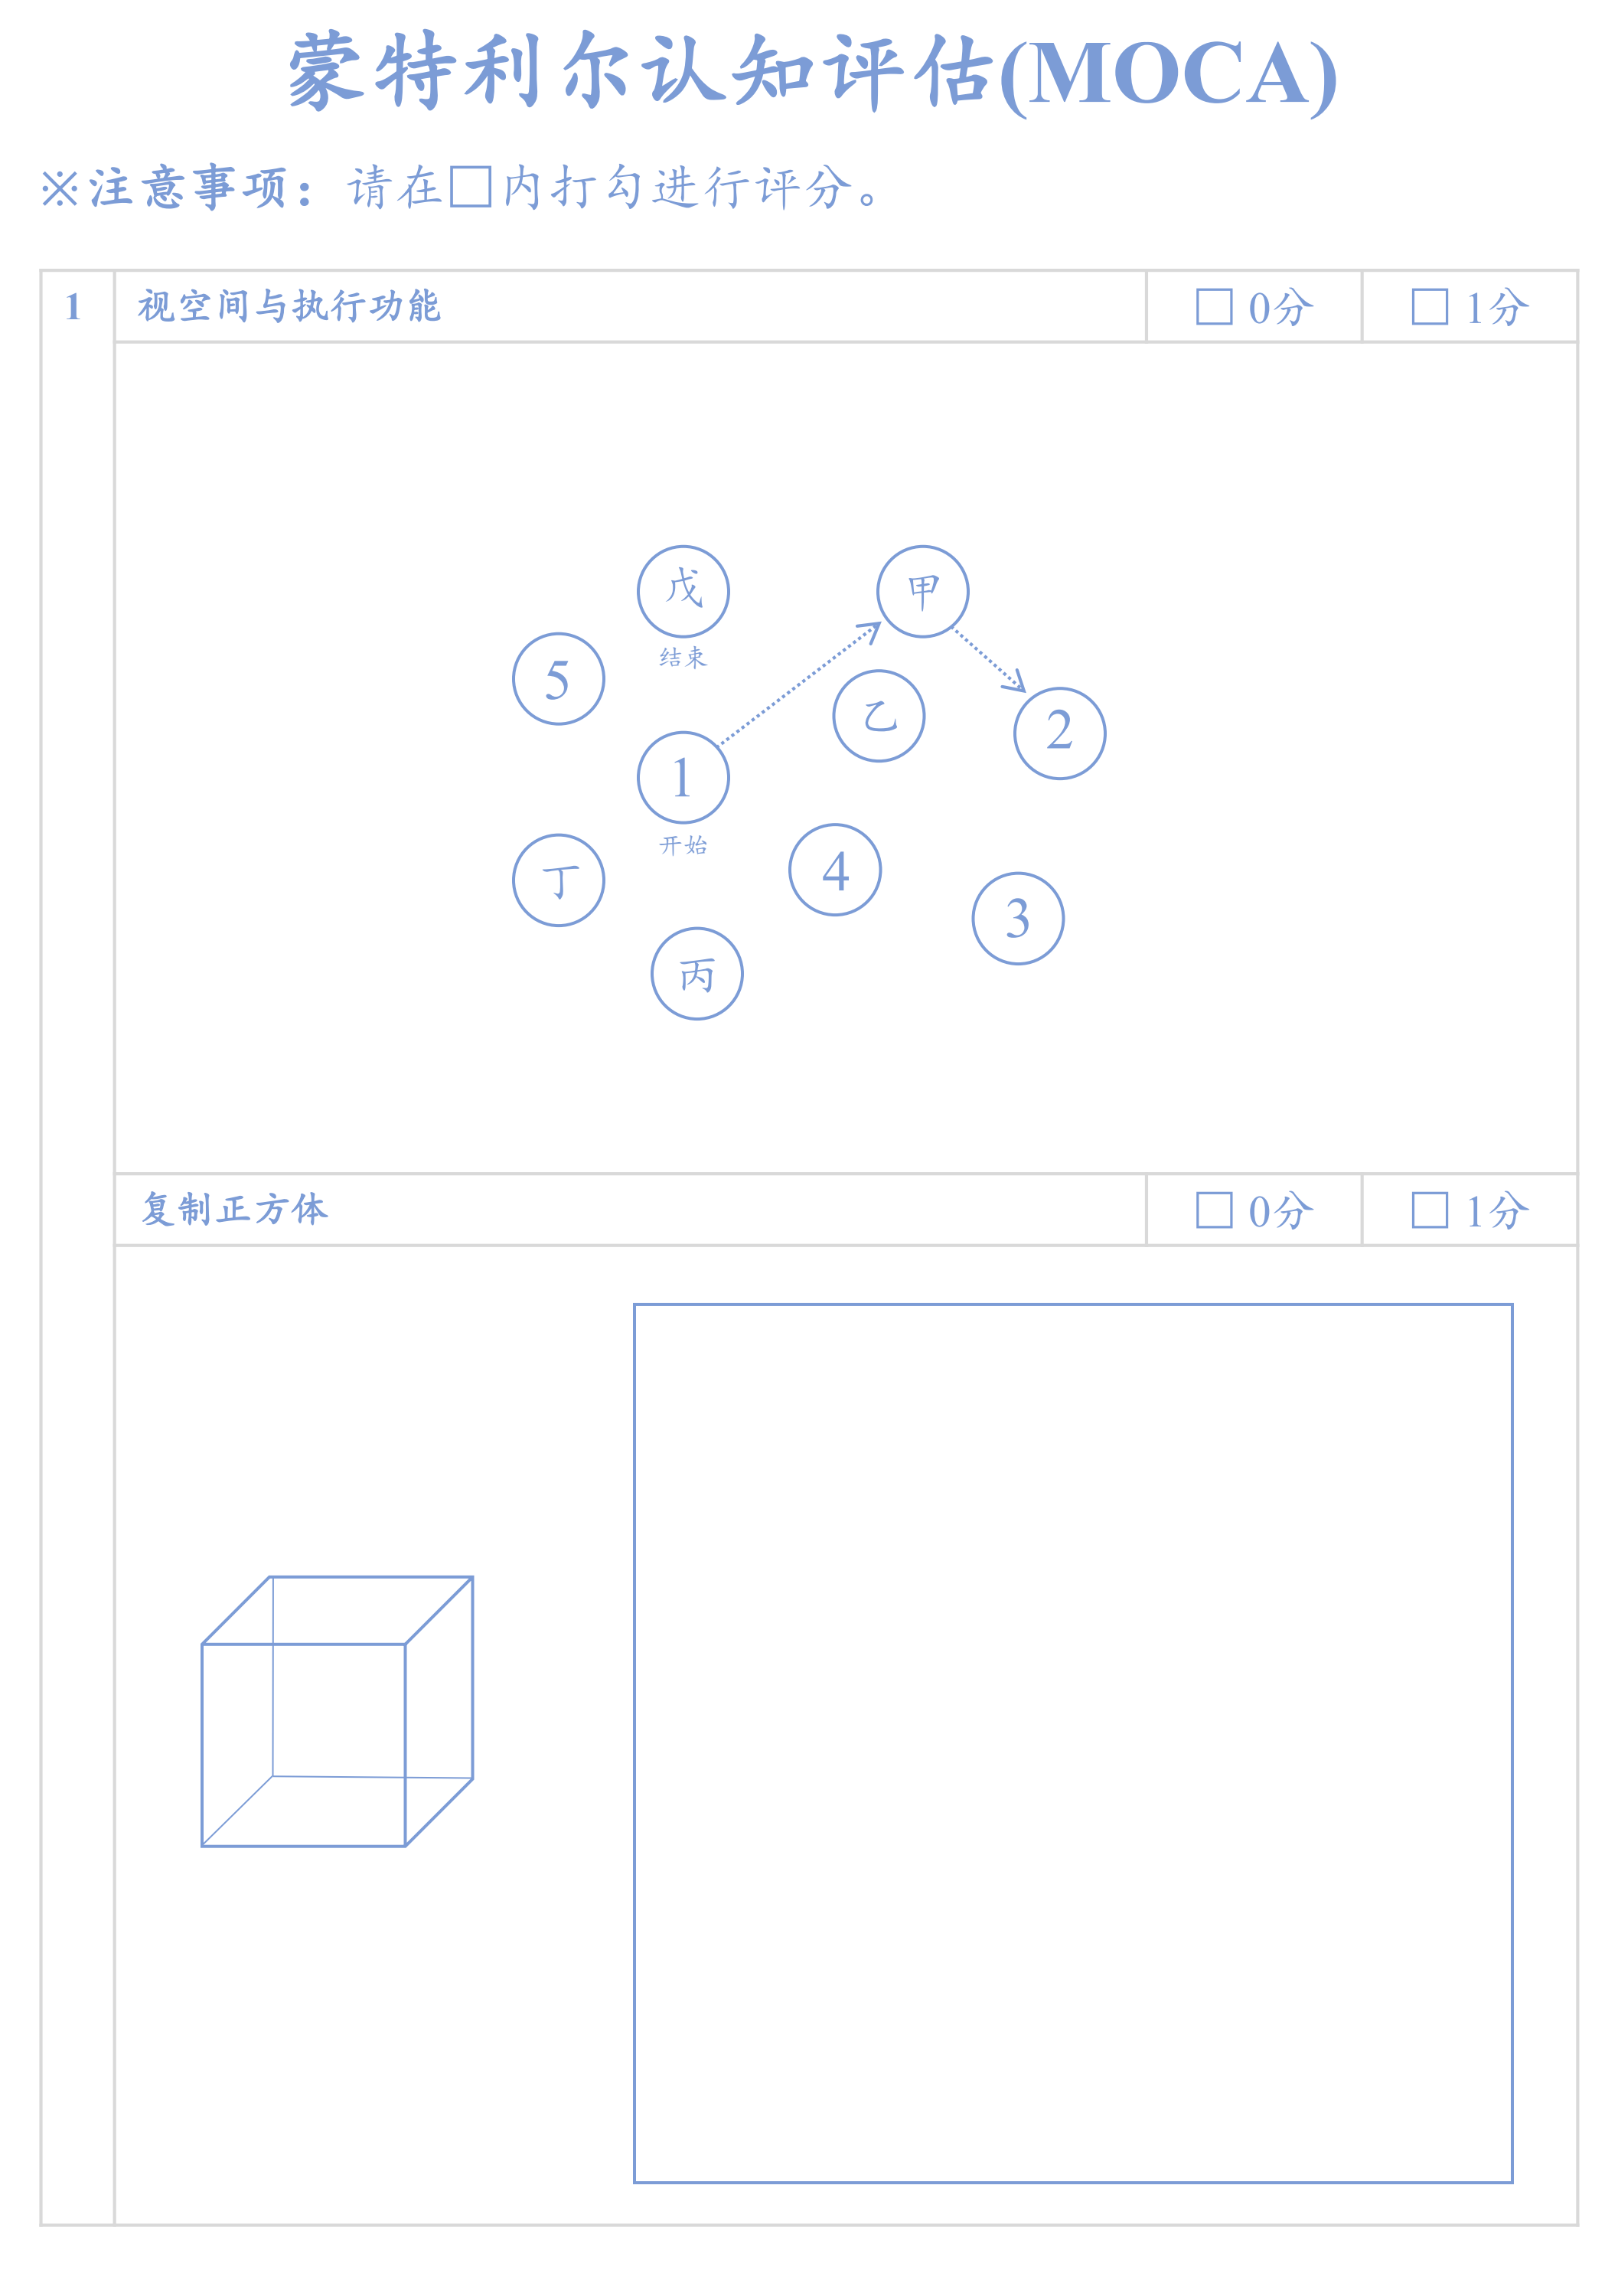 蒙特利尔认知评估(MOCA)
※注意事项：请在□内打勾进行评分。
1 视空间与执行功能 □ 0分 □ 1分
戊 甲
结束
5 乙 2
1
开始
丁 4 3
丙
复制正方体 □ 0分 □ 1分